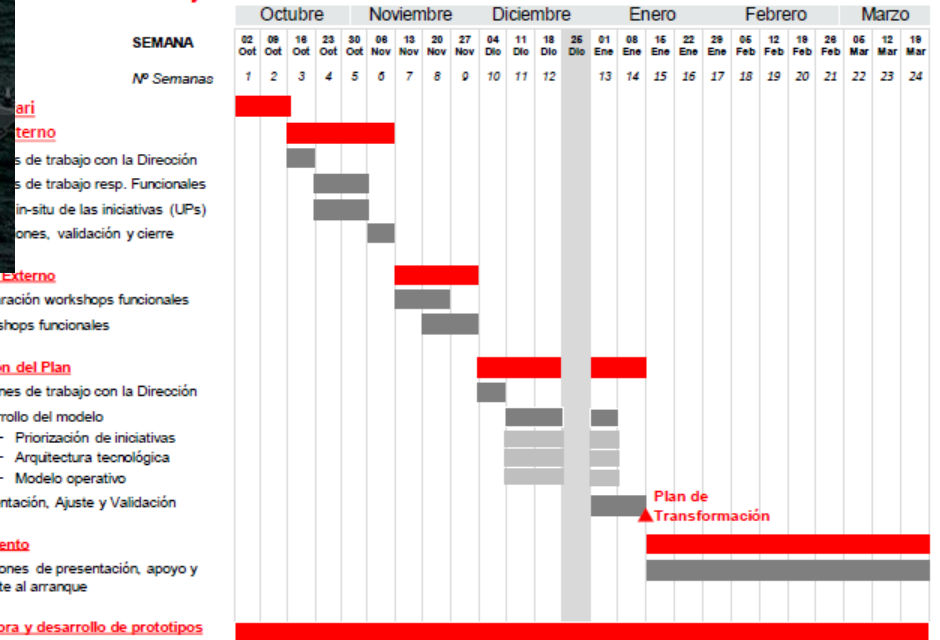 Octubre Noviembre Diciembre Enero Febrero Marzo
SEMANA 02 09 16 23 30 06 13 20 27 04 11 18 25 01 08 15 22 29 05 12 19 26 05 12 19
Oct Oct Oct Oct Oct Nov Nov Nov Nov Dic Dic Dic Dic Ene Ene Ene Ene Ene Feb Feb Feb Feb Mar Mar Mar
Nº Semanas 1 2 3 4 5 6 7 8 9 10 11 12 13 14 15 16 17 18 19 20 21 22 23 24
ari
terno
s de trabajo con la Dirección
s de trabajo resp. Funcionales
in-situ de las iniciativas (UPs)
ones, validación y cierre
Externo
ración workshops funcionales
shops funcionales
n del Plan
nes de trabajo con la Dirección
rrollo del modelo
- Priorización de iniciativas
- Arquitectura tecnológica
- Modelo operativo
ntación, Ajuste y Validación
Plan de
Transformación
ento
ones de presentación, apoyo y
te al arranque
ora y desarrollo de prototipos